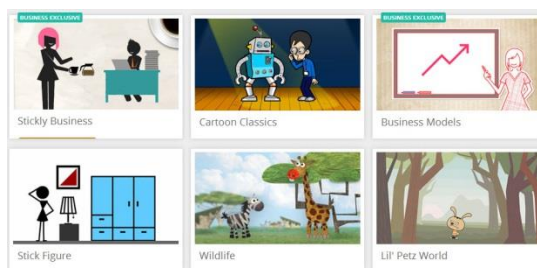 BUSINESS EXCLUSIVE
BUSINESS EXCLUSIVE
Stickly Business
Cartoon Classics
Business Models
Stick Figure
Wildlife
Lil' Petz World